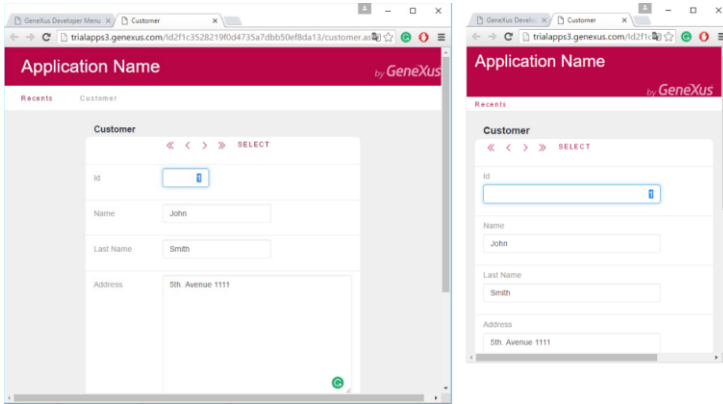 GeneXus Developer Menu
Customer
trialapps3.genexus.com/Id2f1c3528219f0d4735a7dbb50ef8da13/customer.as
Application Name
by GeneXus
Recents
Customer
Customer
SELECT
Id
1
Name
John
Last Name
Smith
Address
5th. Avenue 1111
GeneXus Develo
Customer
trialapps3.genexus.com/Id2f1c
Application Name
by GeneXus
Recents
Customer
SELECT
Id
1
Name
John
Last Name
Smith
Address
5th. Avenue 1111